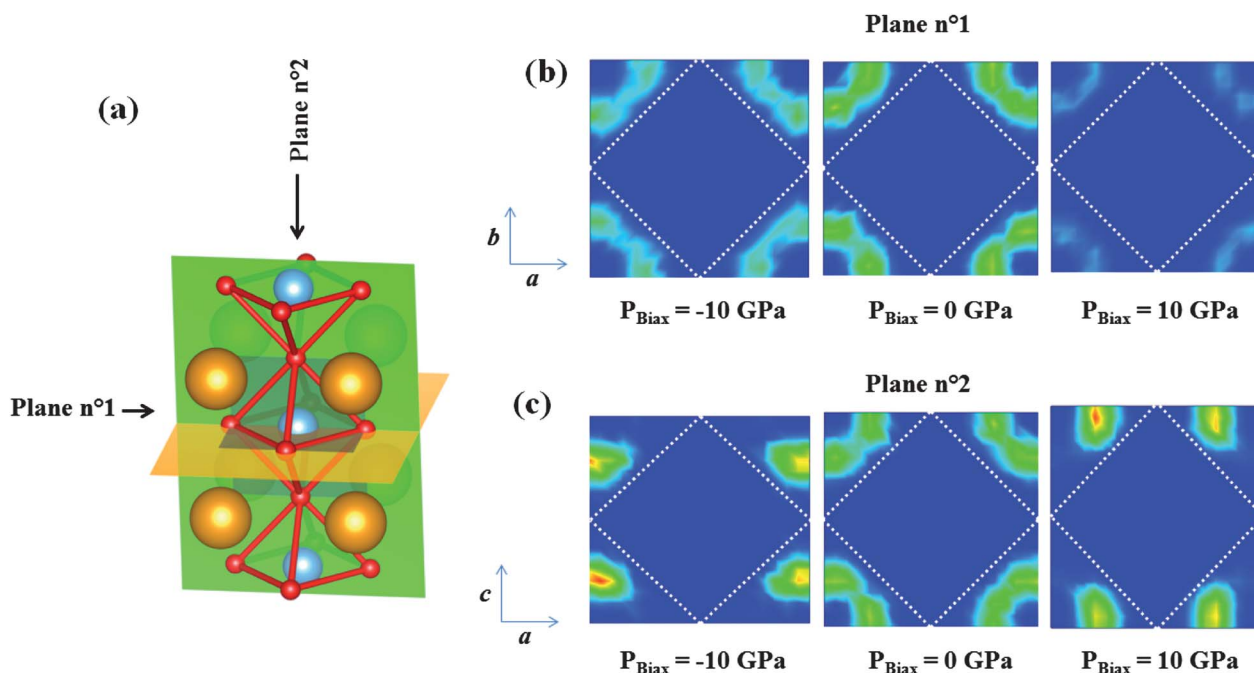 Plane n°1
(a)
Plane n°2
(b)
b
a
P_Biax = -10 GPa
P_Biax = 0 GPa
P_Biax = 10 GPa
Plane n°1
Plane n°2
(c)
c
a
P_Biax = -10 GPa
P_Biax = 0 GPa
P_Biax = 10 GPa